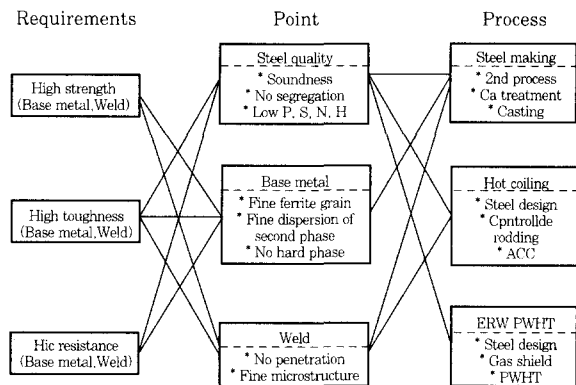 Requirements
Point
Process
High strength
(Base metal,Weld)
High toughness
(Base metal,Weld)
Hic resistance
(Base metal,Weld)
Steel quality
* Soundness
* No segregation
* Low P, S, N, H
Base metal
* Fine ferrite grain
* Fine dispersion of
second phase
* No hard phase
Weld
* No penetration
* Fine microstructure
Steel making
* 2nd process
* Ca treatment
* Casting
Hot coiling
* Steel design
* Cpntrollde
rodding
* ACC
ERW PWHT
* Steel design
* Gas shield
* PWHT